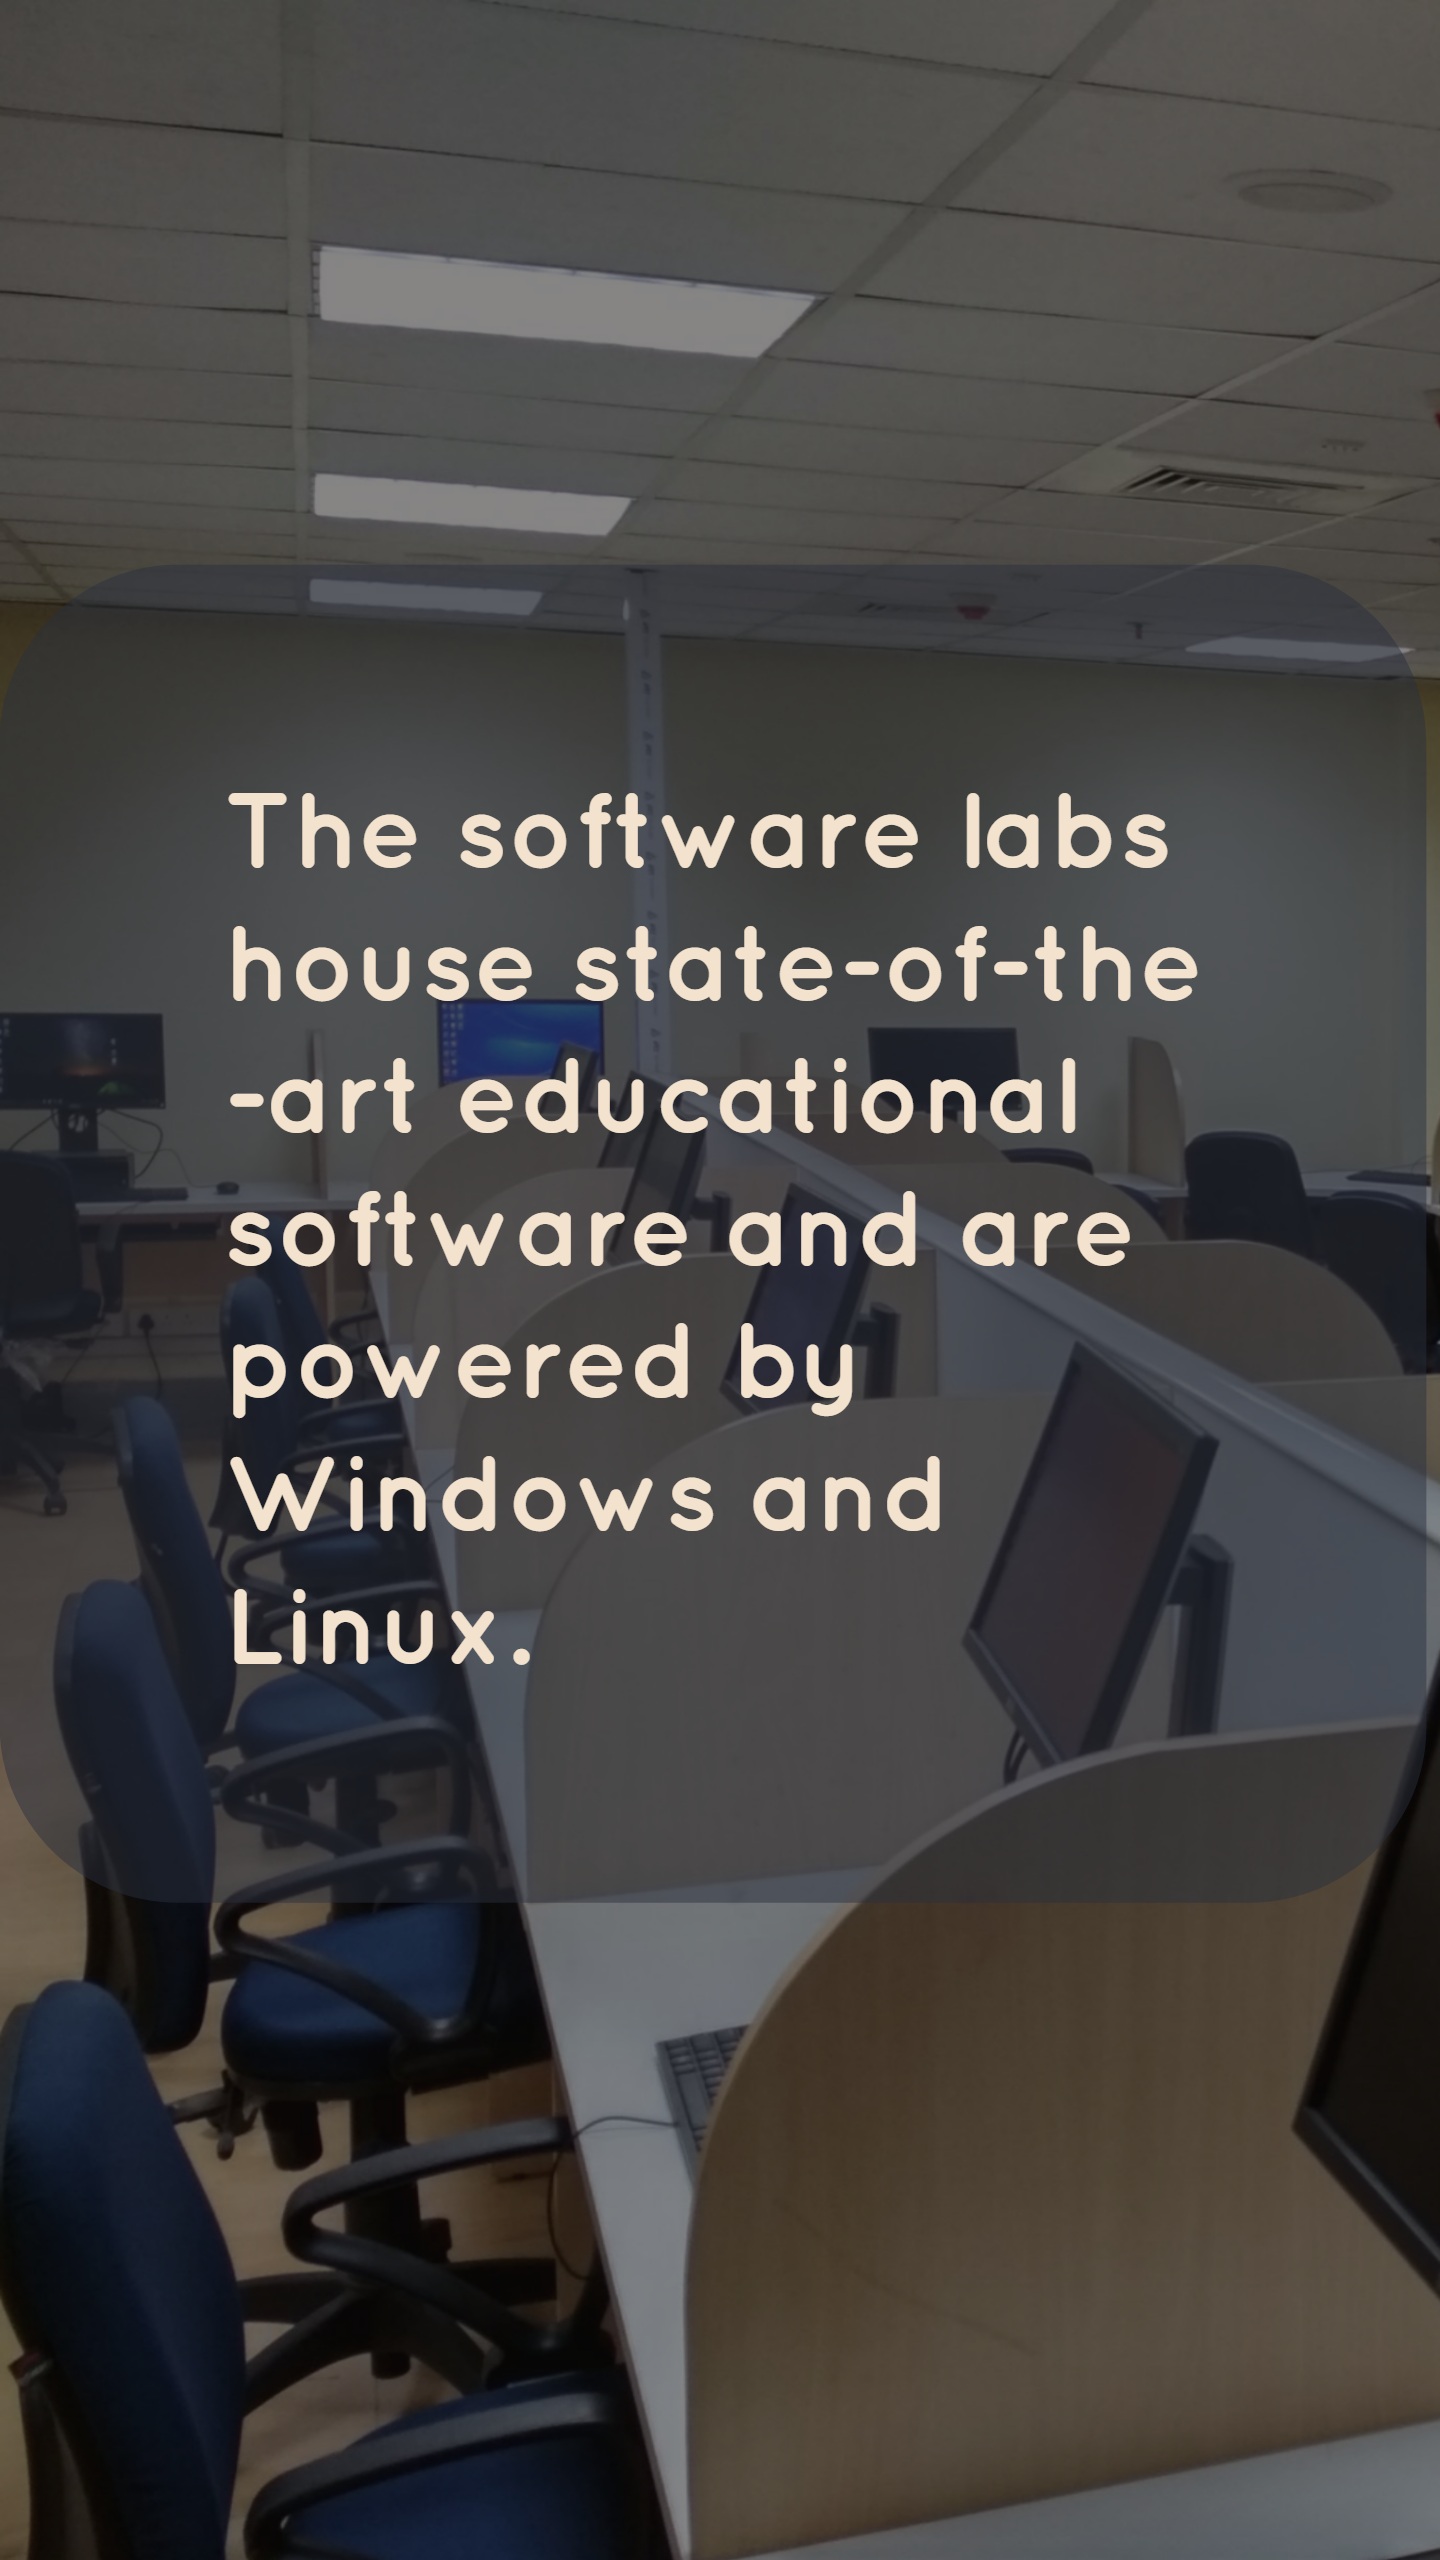 The software labs
house state-of-the
-art educational
software and are
powered by
Windows and
Linux.